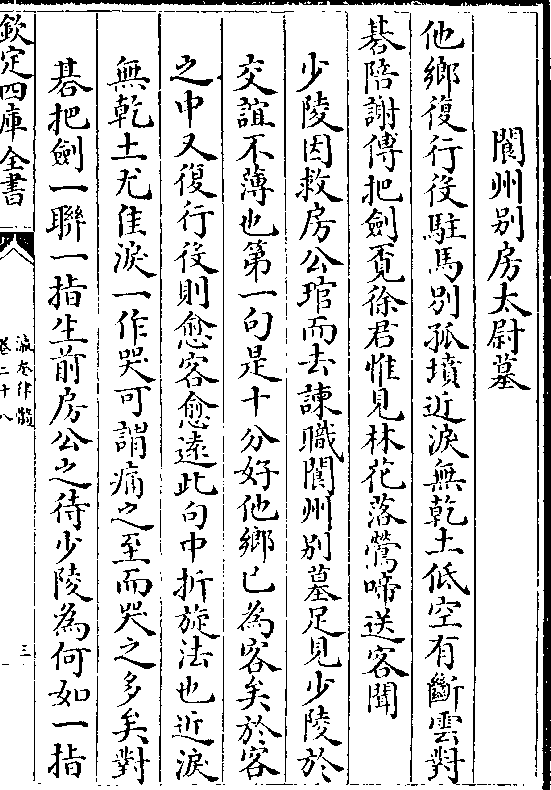 閬州别房太尉墓
他鄉復行役駐馬别孤墳近淚無乾土低空有斷雲對
棊陪謝傅把劒覓徐君惟見林花落鶯啼送客聞
少陵因救房公琯而去諫職閬州别墓足見少陵於
交誼不薄也第一句是十分好他鄉已為客矣於客
之中又復行役則愈客愈遠此句中折旋法也近淚
無乾土尤佳淚一作哭可謂痛之至而哭之多矣對
棊把劒一聯一指生前房公之待少陵為何如一指
欽定四庫全書
瀛奎律髓
卷二十八
三